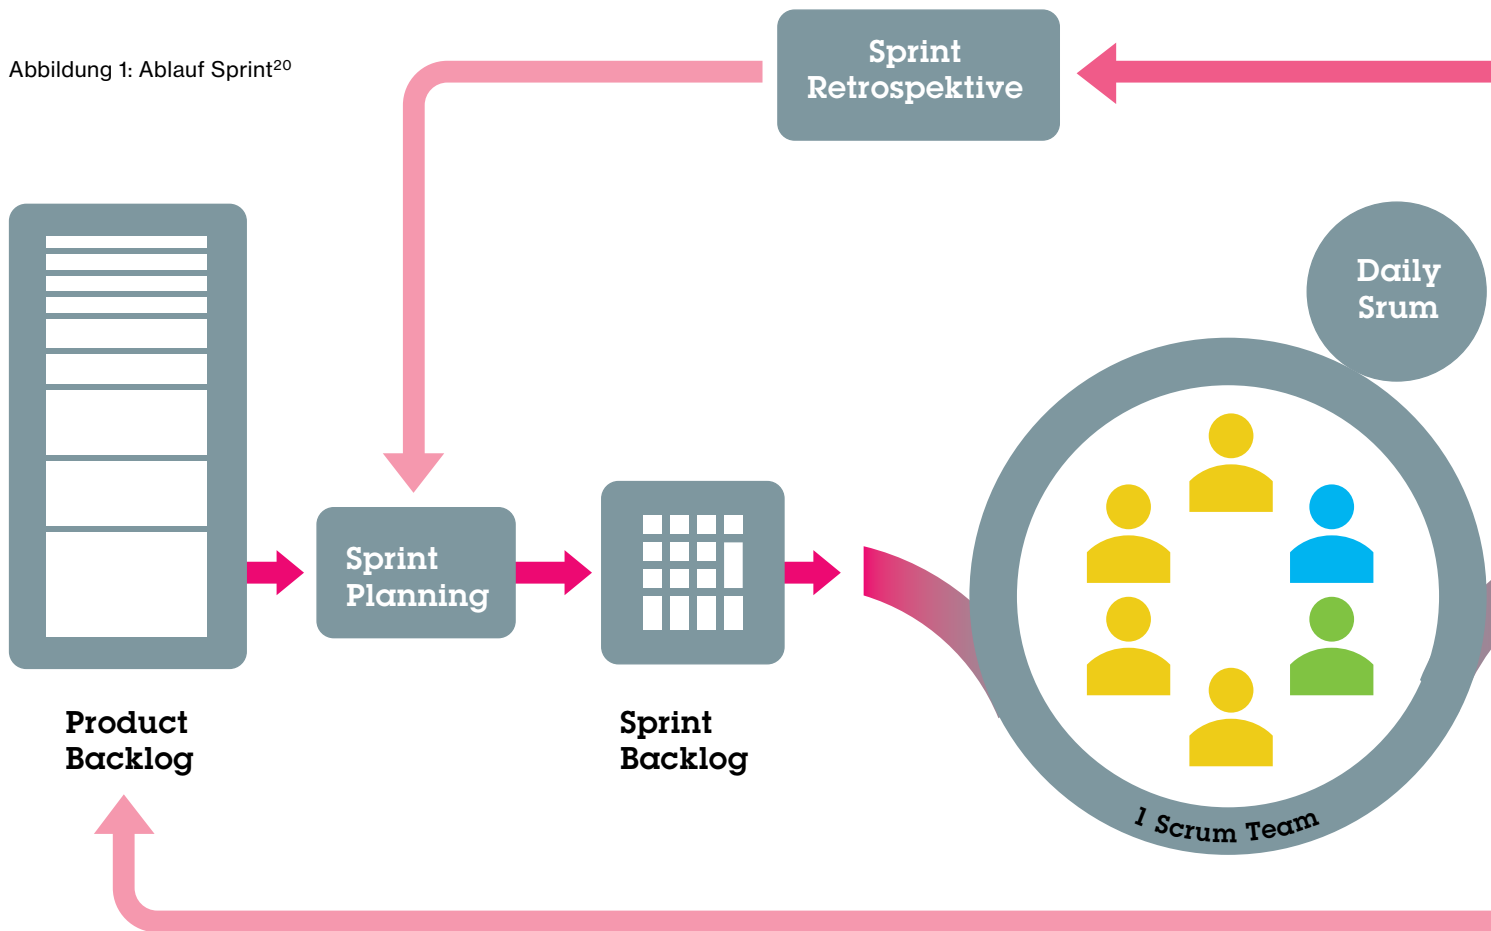 Abbildung 1: Ablauf Sprint20
Sprint
Retrospektive
Daily
Srum
Sprint
Planning
Product
Backlog
Sprint
Backlog
1 Scrum Team